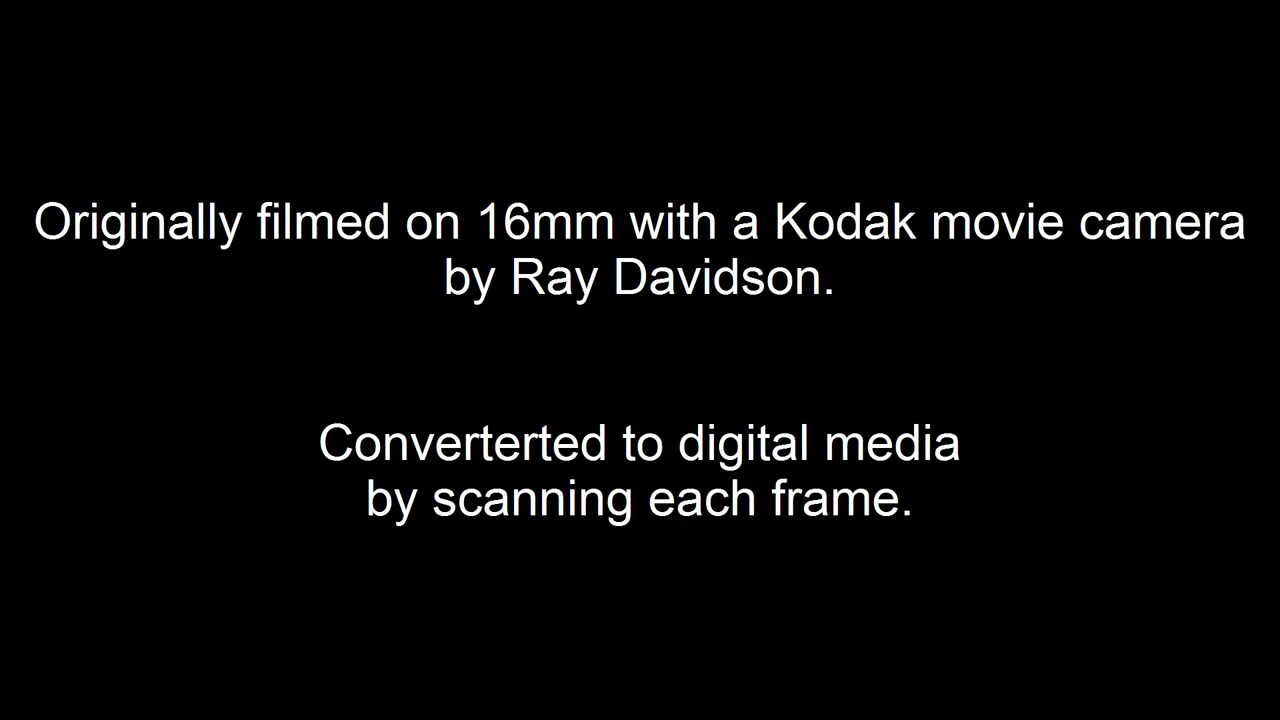 Originally filmed on 16mm with a Kodak movie camera
by Ray Davidson.
Converterted to digital media
by scanning each frame.